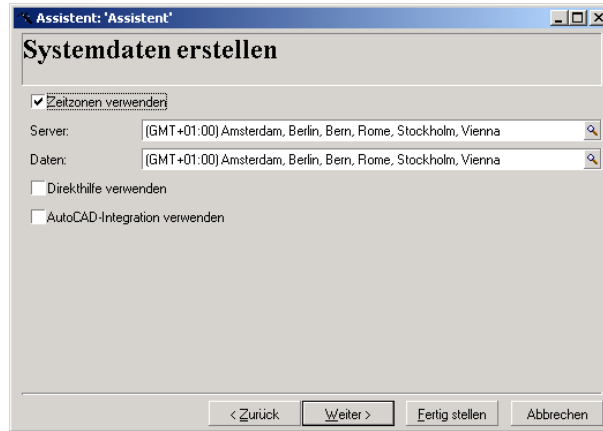 Assistent: 'Assistent'
Systemdaten erstellen
Zeitzonen verwenden
Server: (GMT+01:00) Amsterdam, Berlin, Bern, Rome, Stockholm, Vienna
Daten: (GMT+01:00) Amsterdam, Berlin, Bern, Rome, Stockholm, Vienna
Direkthilfe verwenden
AutoCAD-Integration verwenden
< Zurück Weiter > Fertig stellen Abbrechen